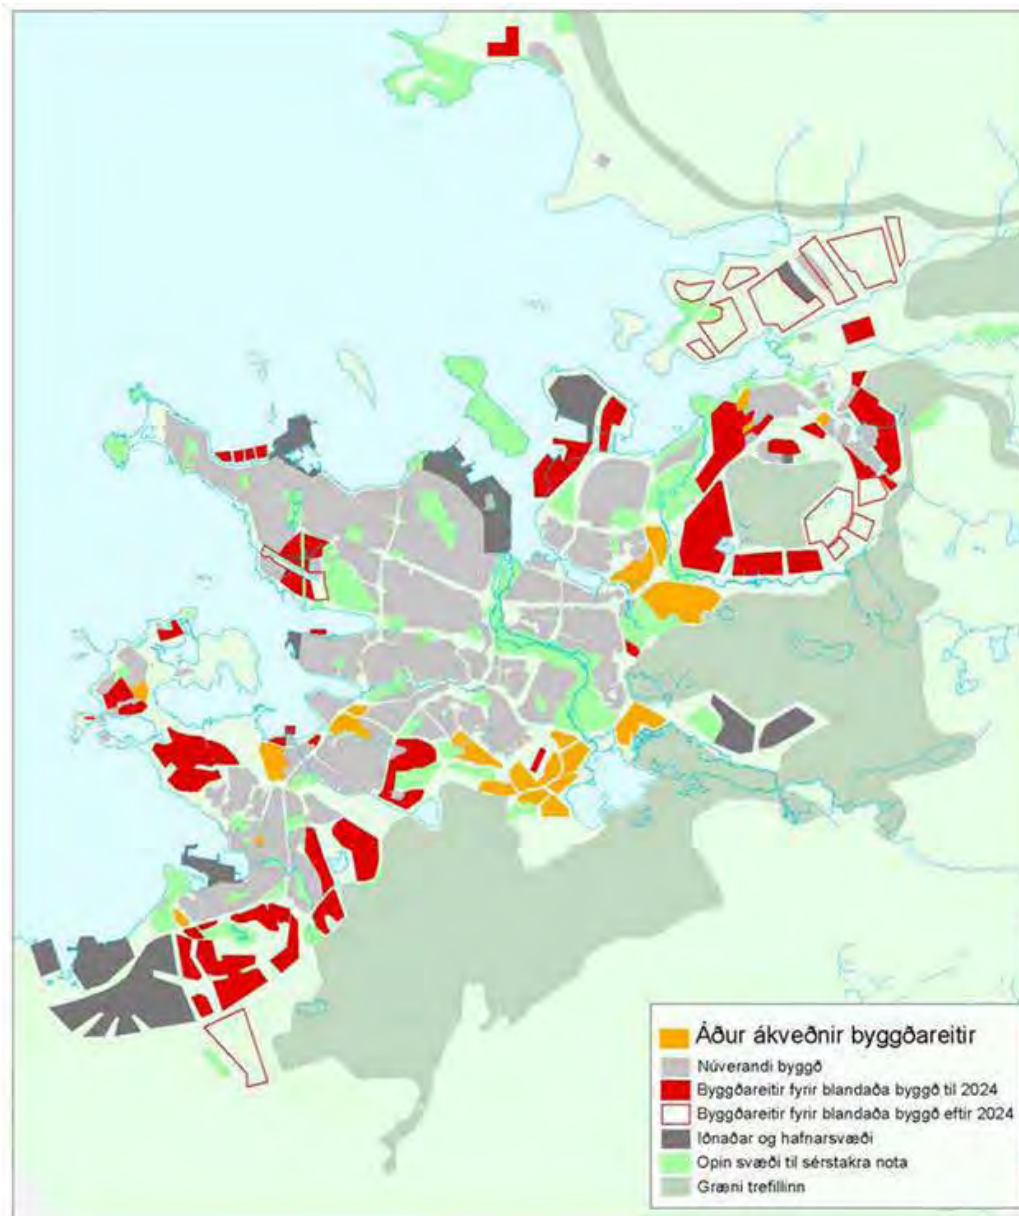 Áður ákveðnir byggðareitir
Núverandi byggð
Byggðareitir fyrir blandaða byggð til 2024
Byggðareitir fyrir blandaða byggð eftir 2024
Iðnaðar og hafnarsvæði
Opin svæði til sérstakra nota
Græni trefillinn